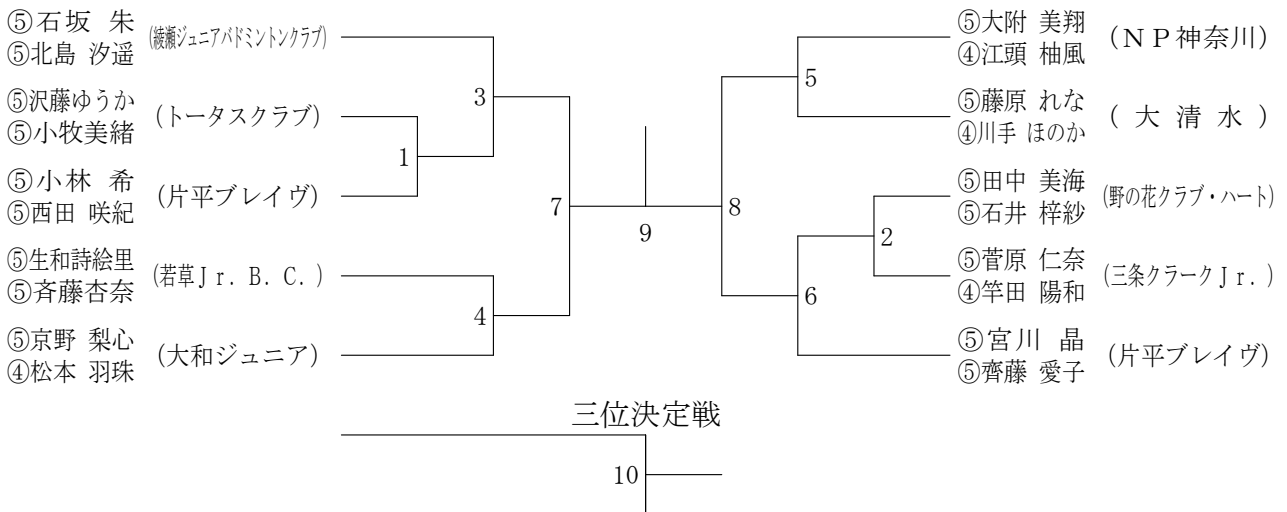 ⑤石坂 朱
⑤北島 汐遥
(綾瀬ジュニアバドミントンクラブ)
⑤沢藤ゆうか
⑤小牧美緒
(トータスクラブ)
⑤小林 希
⑤西田 咲紀
(片平ブレイヴ)
⑤生和詩絵里
⑤斉藤杏奈
(若草Jr. B. C. )
⑤京野 梨心
④松本 羽珠
(大和ジュニア)
3
1
4
7
9
8
5
6
2
⑤大附 美翔
④江頭 柚風
(NP神奈川)
⑤藤原 れな
④川手 ほのか
( 大 清 水 )
⑤田中 美海
⑤石井 梓紗
(野の花クラブ・ハート)
⑤菅原 仁奈
④竿田 陽和
(三条クラークJr. )
⑤宮川 晶
⑤齊藤 愛子
(片平ブレイヴ)
三位決定戦
10